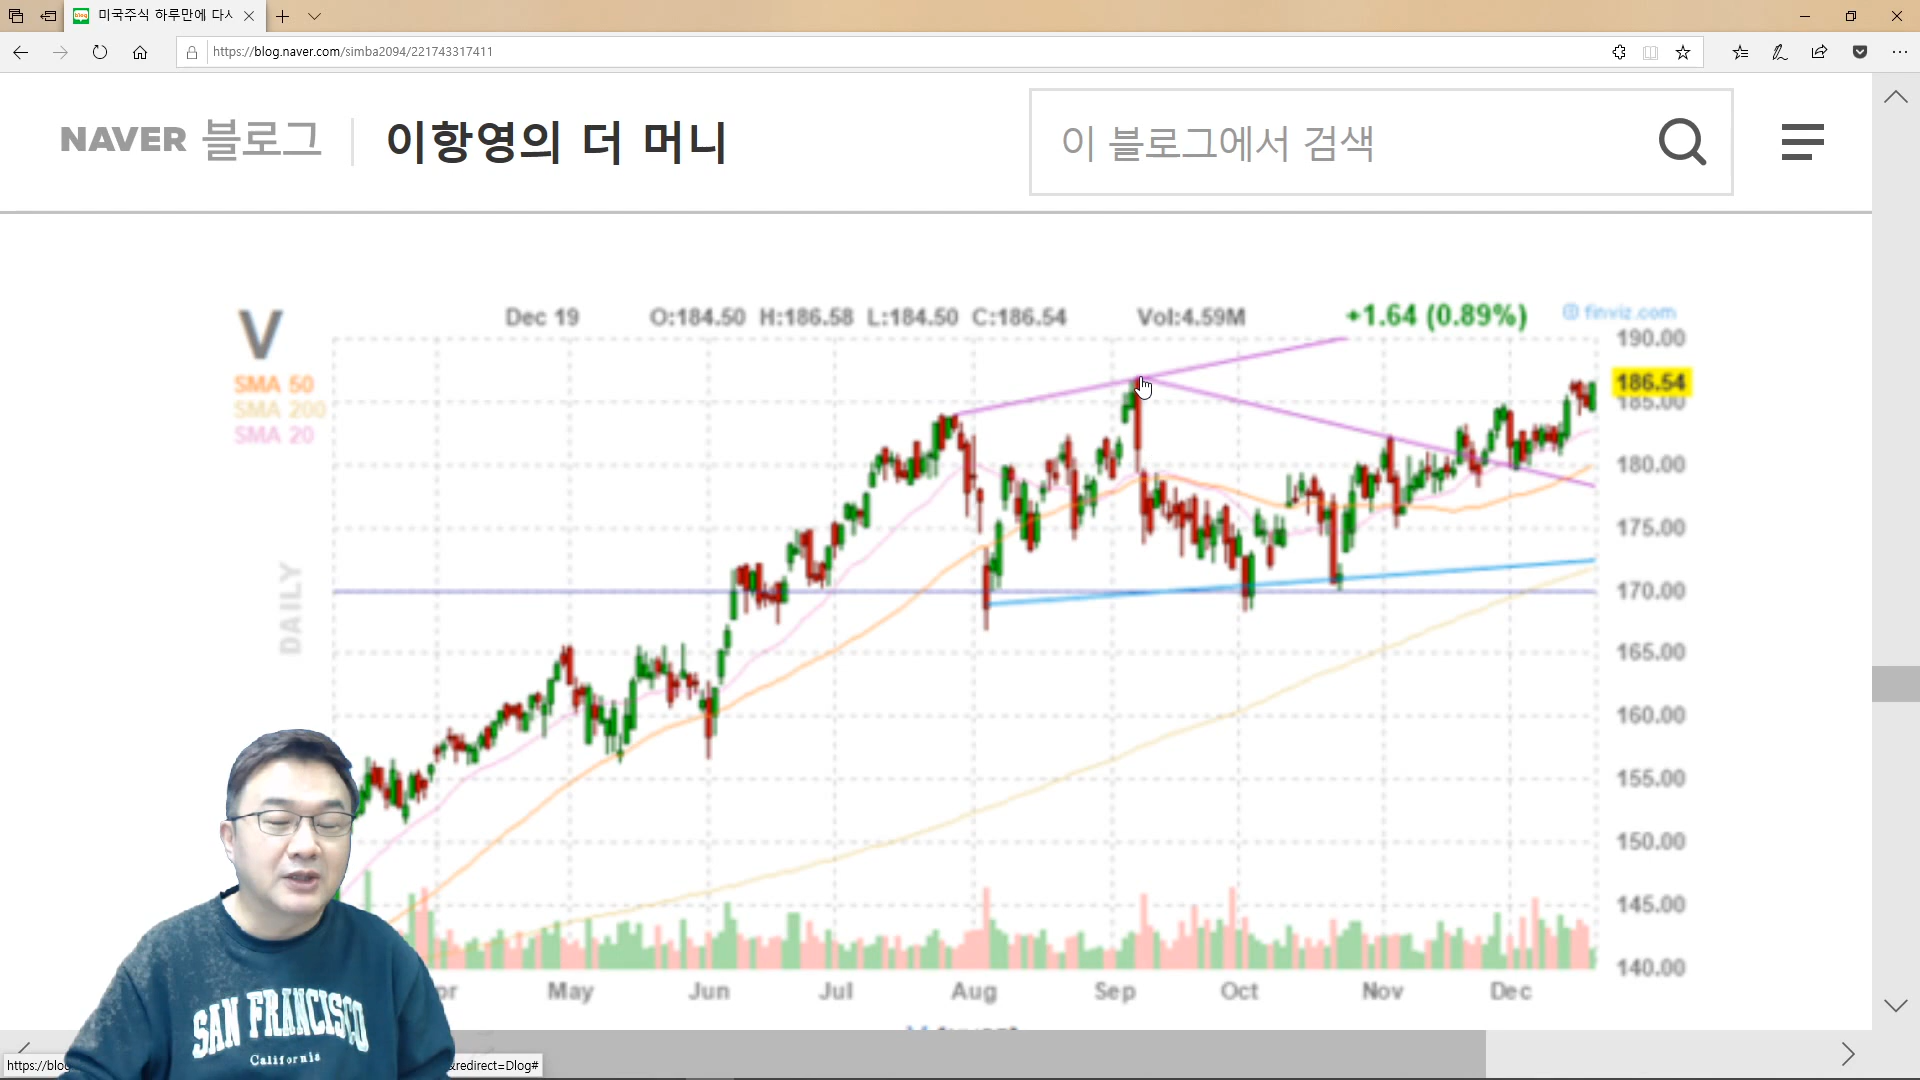 미국주식 하루만에 다시
https://blog.naver.com/simba2094/221743317411
NAVER 블로그
이항영의 더 머니
이 블로그에서 검색
V
Dec 19 O:184.50 H:186.58 L:184.50 C:186.54 Vol:4.59M +1.64 (0.89%) finviz.com
SMA 50
SMA 200
SMA 20
DAILY
190.00
186.54
185.00
180.00
175.00
170.00
165.00
160.00
155.00
150.00
145.00
140.00
May Jun Jul Aug Sep Oct Nov Dec
SAN FRANCISCO
California
https://blog
&redirect=Dlog#